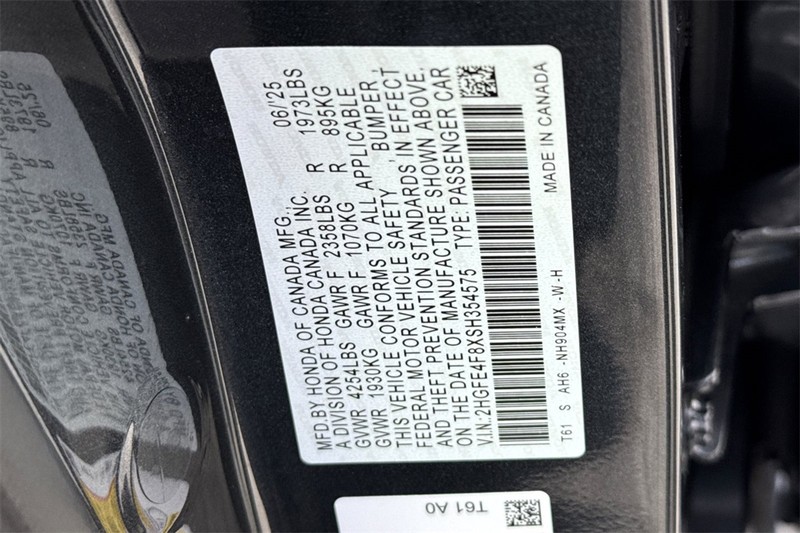 MFD.BY HONDA OF CANADA MFG., 06/'25
A DIVISION OF HONDA CANADA INC.
GVWR 4254LBS GAWR F 2358LBS R 1973LBS
GVWR 1930KG GAWR F 1070KG R 895KG
THIS VEHICLE CONFORMS TO ALL APPLICABLE
FEDERAL MOTOR VEHICLE SAFETY, BUMPER,
AND THEFT PREVENTION STANDARDS IN EFFECT
ON THE DATE OF MANUFACTURE SHOWN ABOVE.
V.I.N.:2HGFE4F8XSH354575 TYPE: PASSENGER CAR
MADE IN CANADA
T61 S AH6 -NH904MX -W-H
T61 A0